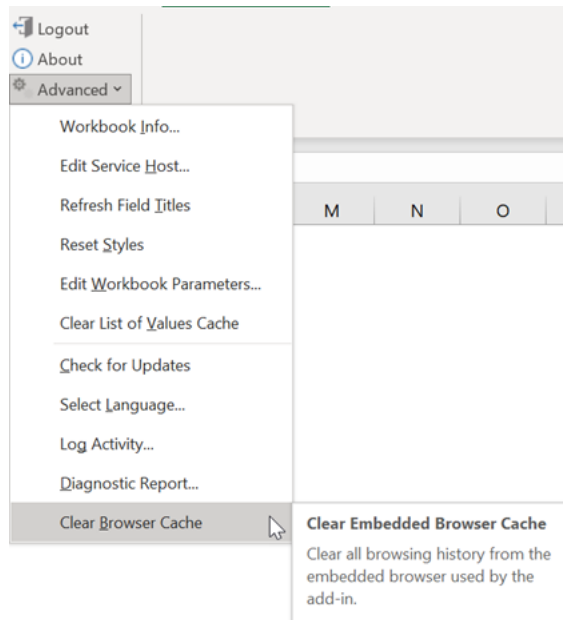 Logout
About
Advanced
Workbook Info...
Edit Service Host...
Refresh Field Titles
M N O
Reset Styles
Edit Workbook Parameters...
Clear List of Values Cache
Check for Updates
Select Language...
Log Activity...
Diagnostic Report...
Clear Browser Cache
Clear Embedded Browser Cache
Clear all browsing history from the
embedded browser used by the
add-in.